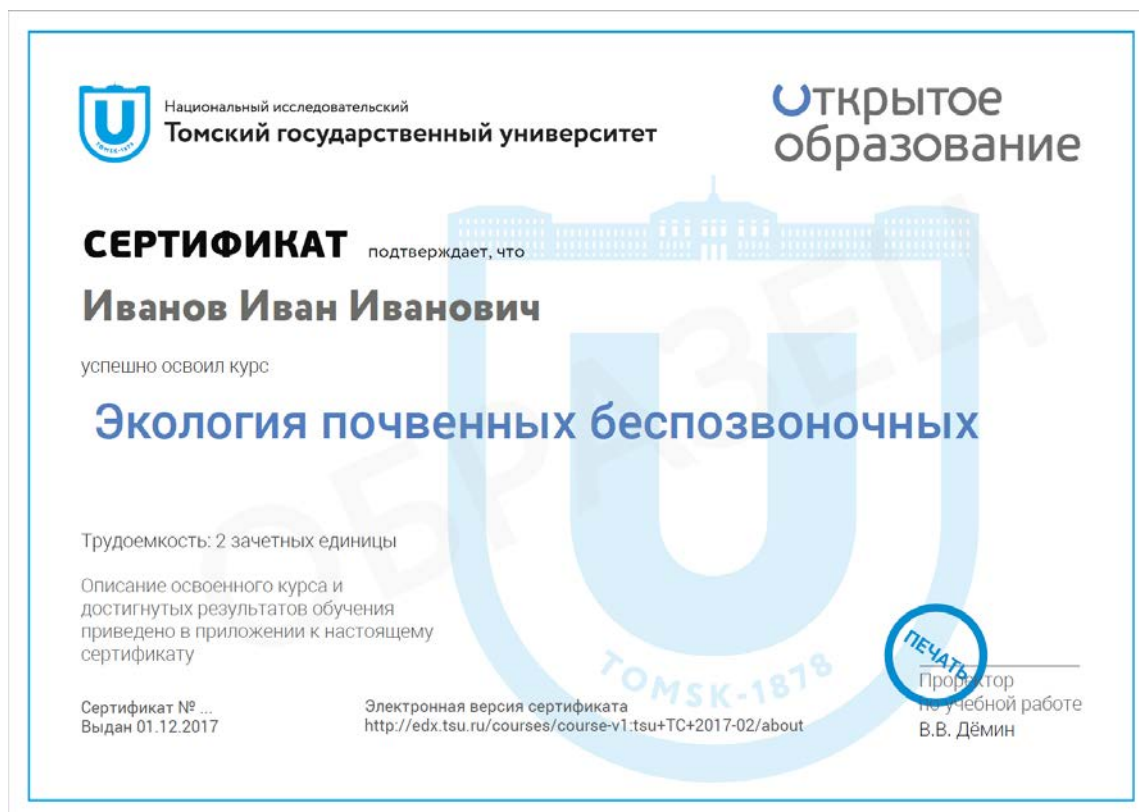 Национальный исследовательский
Томский государственный университет
TOMSK-1878
Открытое
образование
СЕРТИФИКАТ подтверждает, что
Иванов Иван Иванович
успешно освоил курс
Экология почвенных беспозвоночных
ОБРАЗЕЦ
Трудоемкость: 2 зачетных единицы
Описание освоенного курса и
достигнутых результатов обучения
приведено в приложении к настоящему
сертификату
TOMSK-1878
ПЕЧАТЬ
Проректор
по учебной работе
В.В. Дёмин
Сертификат № ...
Выдан 01.12.2017
Электронная версия сертификата
http://edx.tsu.ru/courses/course-v1:tsu+TC+2017-02/about